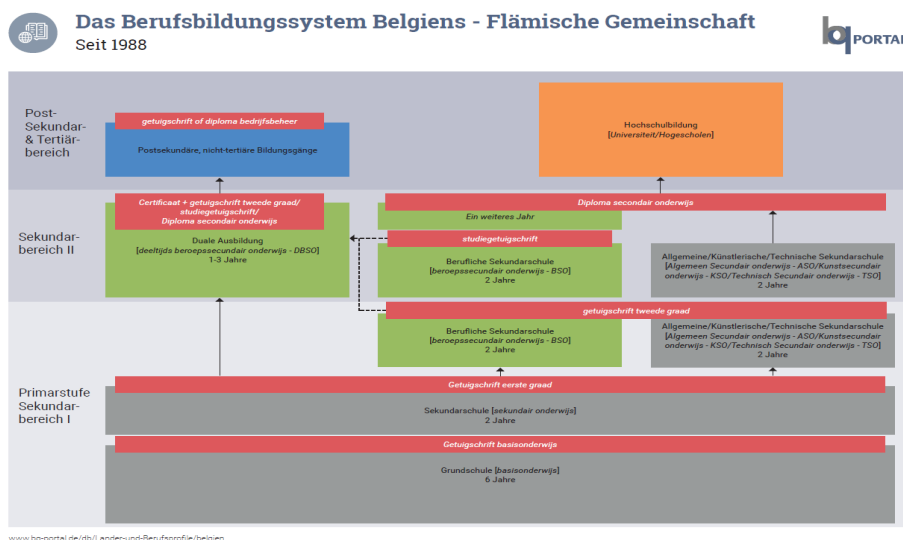 Das Berufsbildungssystem Belgiens - Flämische Gemeinschaft
Seit 1988
bq PORTAL
Post-
Sekundar-
& Tertiär-
bereich
getuigschrift of diploma bedrijfsbeheer
Postsekundäre, nicht-tertiäre Bildungsgänge
Hochschulbildung
[Universiteit/Hogescholen]
Sekundar-
bereich II
Certificaat + getuigschrift tweede graad/
studiegetuigschrift/
Diploma secondair onderwijs
Duale Ausbildung
[deeltijds beroepssecundair onderwijs - DBSO]
1-3 Jahre
Diploma secondair onderwijs
Ein weiteres Jahr
studiegetuigschrift
Berufliche Sekundarschule
[beroepssecundair onderwijs - BSO]
2 Jahre
Allgemeine/Künstlerische/Technische Sekundarschule
[Algemeen Secundair onderwijs - ASO/Kunstsecundair
onderwijs - KSO/Technisch Secundair onderwijs - TSO]
2 Jahre
getuigschrift tweede graad
Berufliche Sekundarschule
[beroepssecundair onderwijs - BSO]
2 Jahre
Allgemeine/Künstlerische/Technische Sekundarschule
[Algemeen Secundair onderwijs - ASO/Kunstsecundair
onderwijs - KSO/Technisch Secundair onderwijs - TSO]
2 Jahre
Primarstufe
Sekundar-
bereich I
Getuigschrift eerste graad
Sekundarschule [sekundair onderwijs]
2 Jahre
Getuigschrift basisonderwijs
Grundschule [basisonderwijs]
6 Jahre
www.bq-portal.de/db/Länder-und-Berufsprofile/belgien